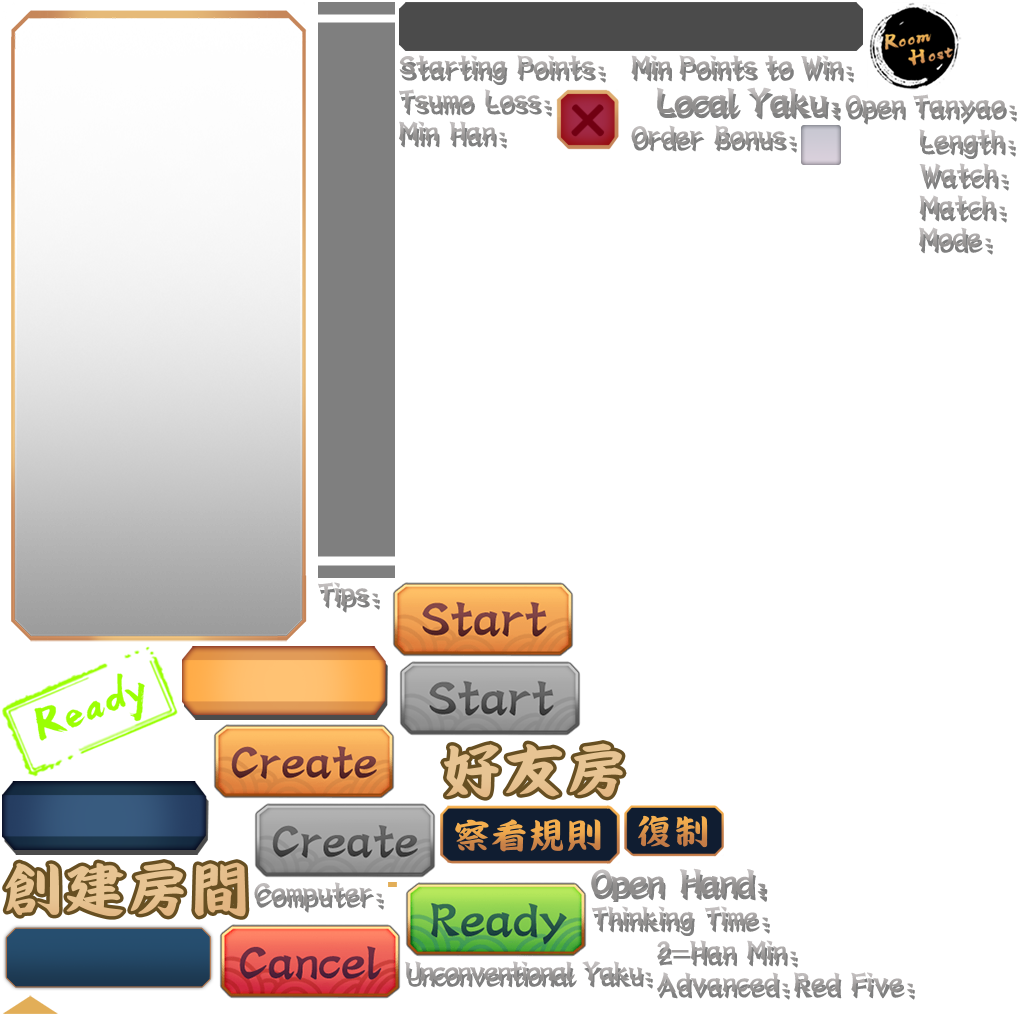 Room
Host
Starting Points:
Min Points to Win:
Tsumo Loss:
Local Yaku:
Open Tanyao:
Min Han:
Order Bonus:
Length:
Watch:
Match:
Mode:
Tips:
Start
Ready
Start
Create
好友房
Create
察看規則
復制
創建房間
Computer:
Ready
Open Hand:
Thinking Time:
Cancel
2-Han Min:
Unconventional Yaku:
Advanced:
Red Five: